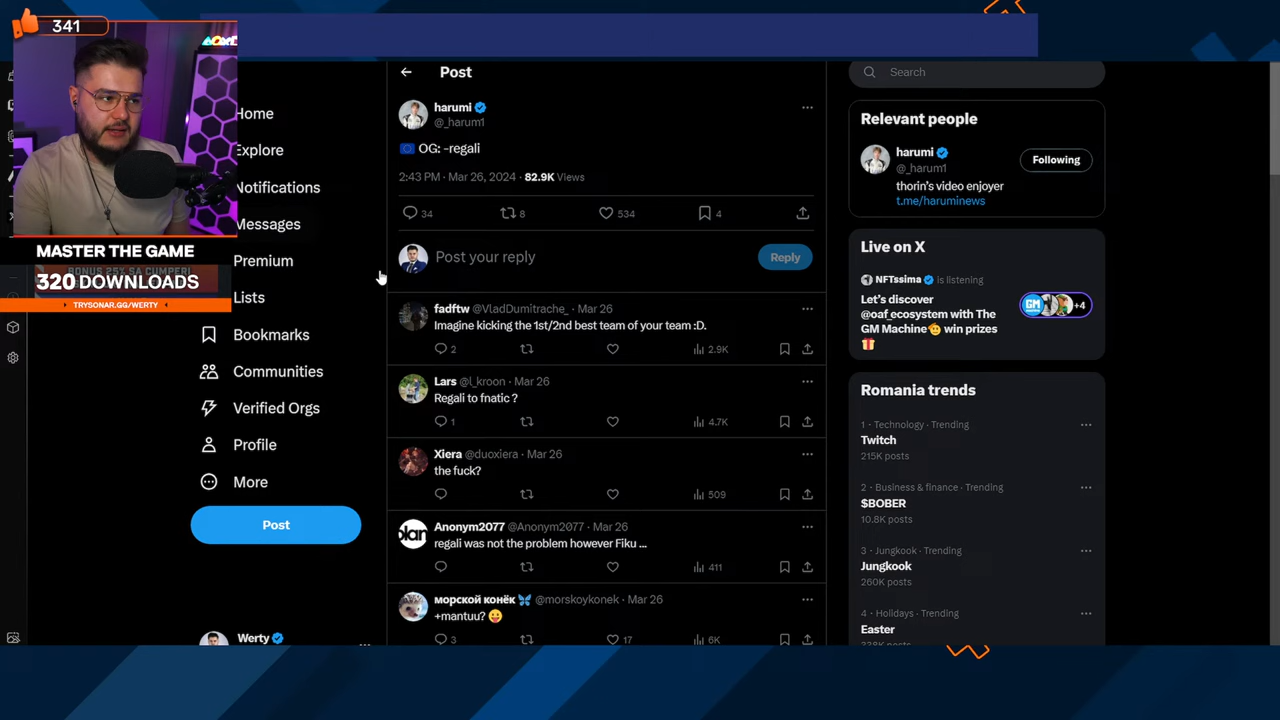 341
MASTER THE GAME
BONUS 25% SA CUMPERI
320 DOWNLOADS
TRYSONAR.GG/WERTY
Home
Explore
Notifications
Messages
Premium
Lists
Bookmarks
Communities
Verified Orgs
Profile
More
Post
Werty
Post
harumi
@_harum1
🇪🇺 OG: -regali
2:43 PM · Mar 26, 2024 · 82.9K Views
34 8 534 4
Post your reply
Reply
fadftw @VladDumitrache_ · Mar 26
Imagine kicking the 1st/2nd best team of your team :D.
2 2.9K
Lars @l_kroon · Mar 26
Regali to fnatic ?
1 4.7K
Xiera @duoxiera · Mar 26
the fuck?
509
Anonym2077 @Anonym2077 · Mar 26
regali was not the problem however Fiku ...
411
морской конёк 🦋 @morskoykonek · Mar 26
+mantuu? 😛
3 17 6K
Search
Relevant people
harumi
@_harum1
Following
thorin's video enjoyer
t.me/haruminews
Live on X
NFTssima is listening
Let's discover
@oaf_ecosystem with The
GM Machine🫡 win prizes
🎁
GM
+4
Romania trends
1 · Technology · Trending
Twitch
215K posts
2 · Business & finance · Trending
$BOBER
10.8K posts
3 · Jungkook · Trending
Jungkook
260K posts
4 · Holidays · Trending
Easter